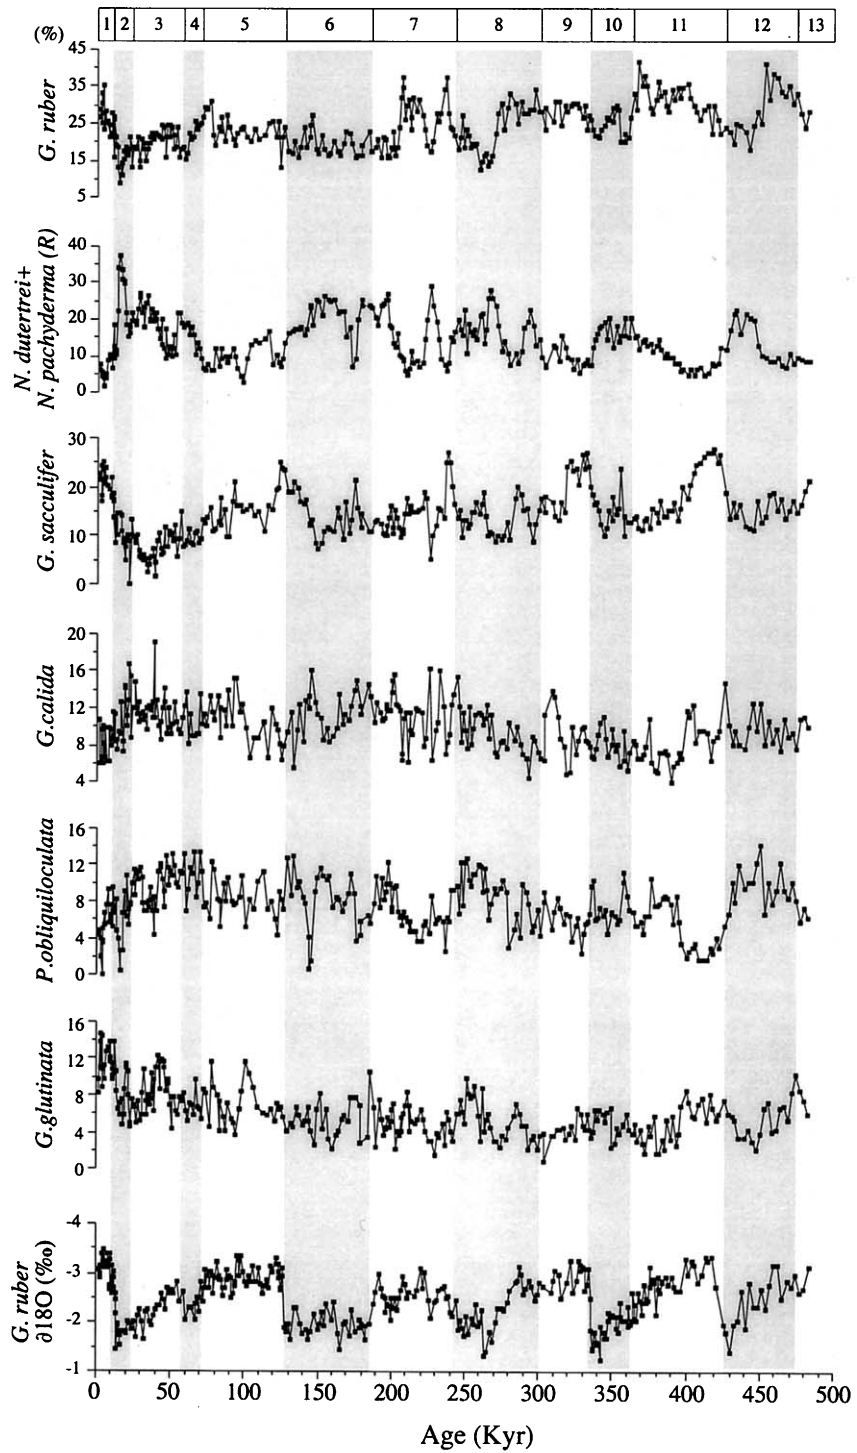 1 2 3 4 5 6 7 8 9 10 11 12 13
(%)
45
35
25
15
5
G. ruber
40
30
20
10
0
N. dutertrei+
N. pachyderma (R)
30
20
10
0
G. sacculifer
20
16
12
8
4
G.calida
16
12
8
4
0
P.obliquiloculata
16
12
8
4
0
G.glutinata
-4
-3
-2
-1
G. ruber
∂18O (‰)
0 50 100 150 200 250 300 350 400 450 500
Age (Kyr)